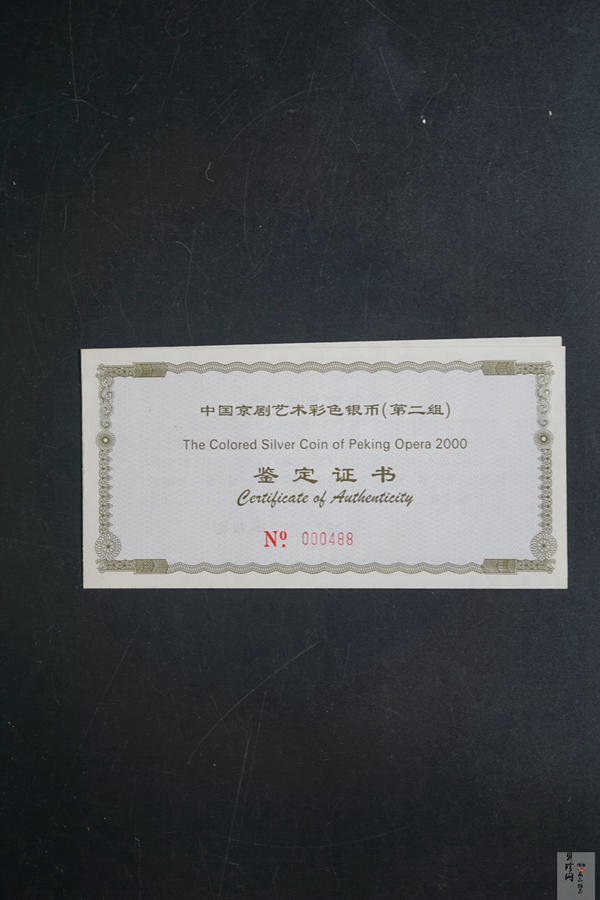 中国京剧艺术彩色银币(第二组)
The Colored Silver Coin of Peking Opera 2000
鉴定证书
Certificate of Authenticity
Nº 000488